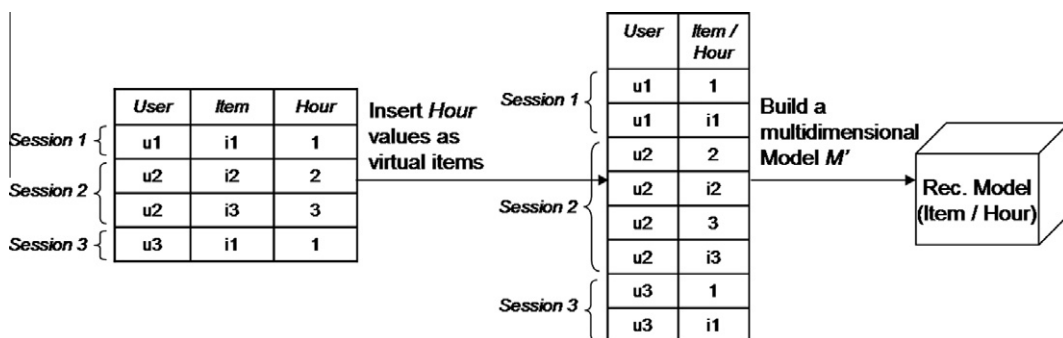 User Item Hour
Session 1 u1 i1 1
Session 2 u2 i2 2
u2 i3 3
Session 3 u3 i1 1
Insert Hour
values as
virtual items
User Item /
Hour
Session 1 u1 1
u1 i1
Session 2 u2 2
u2 i2
u2 3
u2 i3
Session 3 u3 1
u3 i1
Build a
multidimensional
Model M'
Rec. Model
(Item / Hour)